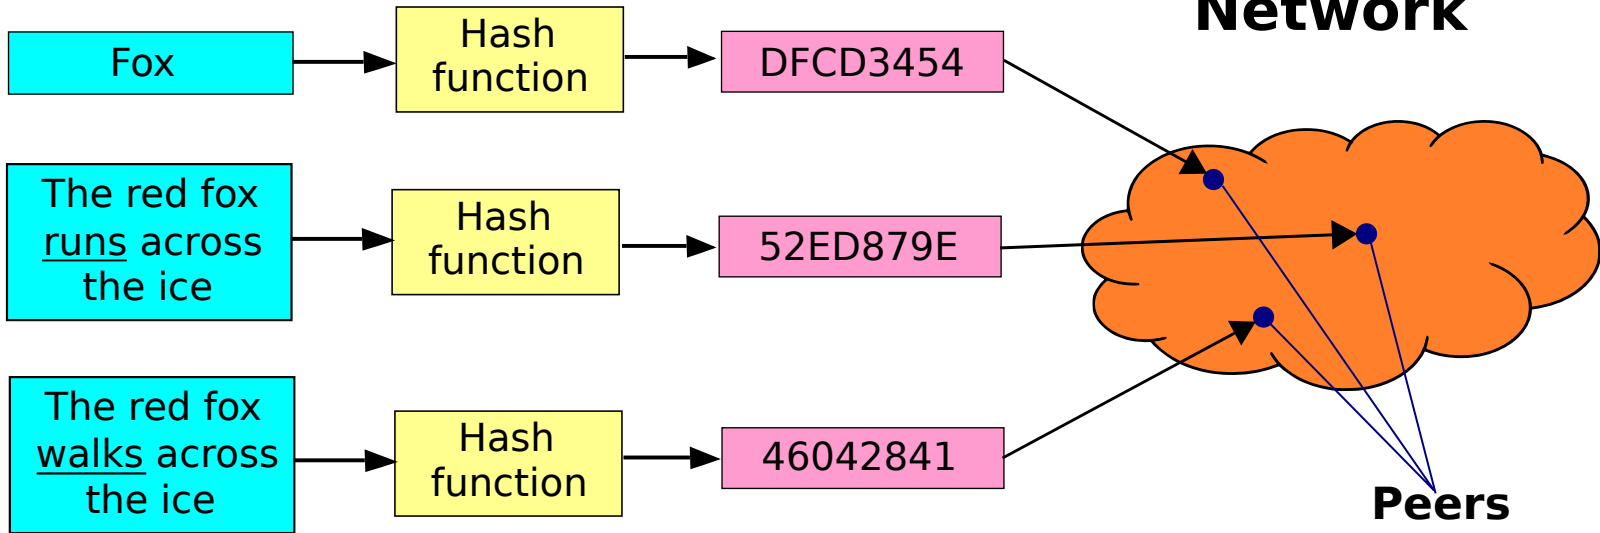 Network
Fox
Hash
function
DFCD3454
The red fox
runs across
the ice
Hash
function
52ED879E
The red fox
walks across
the ice
Hash
function
46042841
Peers